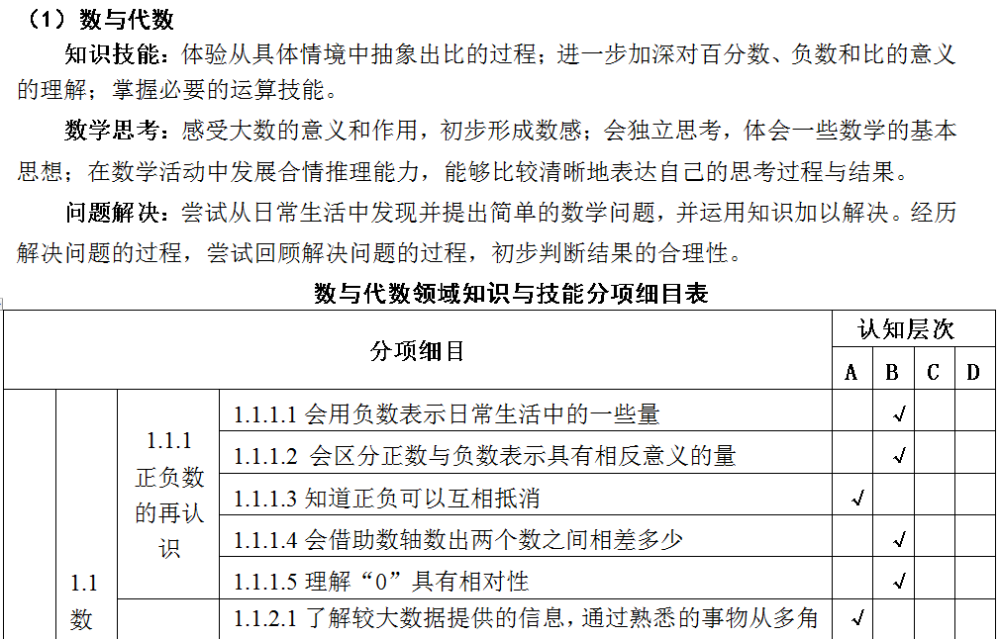 （1）数与代数
知识技能：体验从具体情境中抽象出比的过程；进一步加深对百分数、负数和比的意义
的理解；掌握必要的运算技能。
数学思考：感受大数的意义和作用，初步形成数感；会独立思考，体会一些数学的基本
思想；在数学活动中发展合情推理能力，能够比较清晰地表达自己的思考过程与结果。
问题解决：尝试从日常生活中发现并提出简单的数学问题，并运用知识加以解决。经历
解决问题的过程，尝试回顾解决问题的过程，初步判断结果的合理性。
数与代数领域知识与技能分项细目表
分项细目
认知层次
A B C D
1.1
数
1.1.1
正负数
的再认
识
1.1.1.1 会用负数表示日常生活中的一些量 √
1.1.1.2 会区分正数与负数表示具有相反意义的量 √
1.1.1.3 知道正负可以互相抵消 √
1.1.1.4 会借助数轴数出两个数之间相差多少 √
1.1.1.5 理解“0”具有相对性 √
1.1.2.1 了解较大数据提供的信息，通过熟悉的事物从多角 √